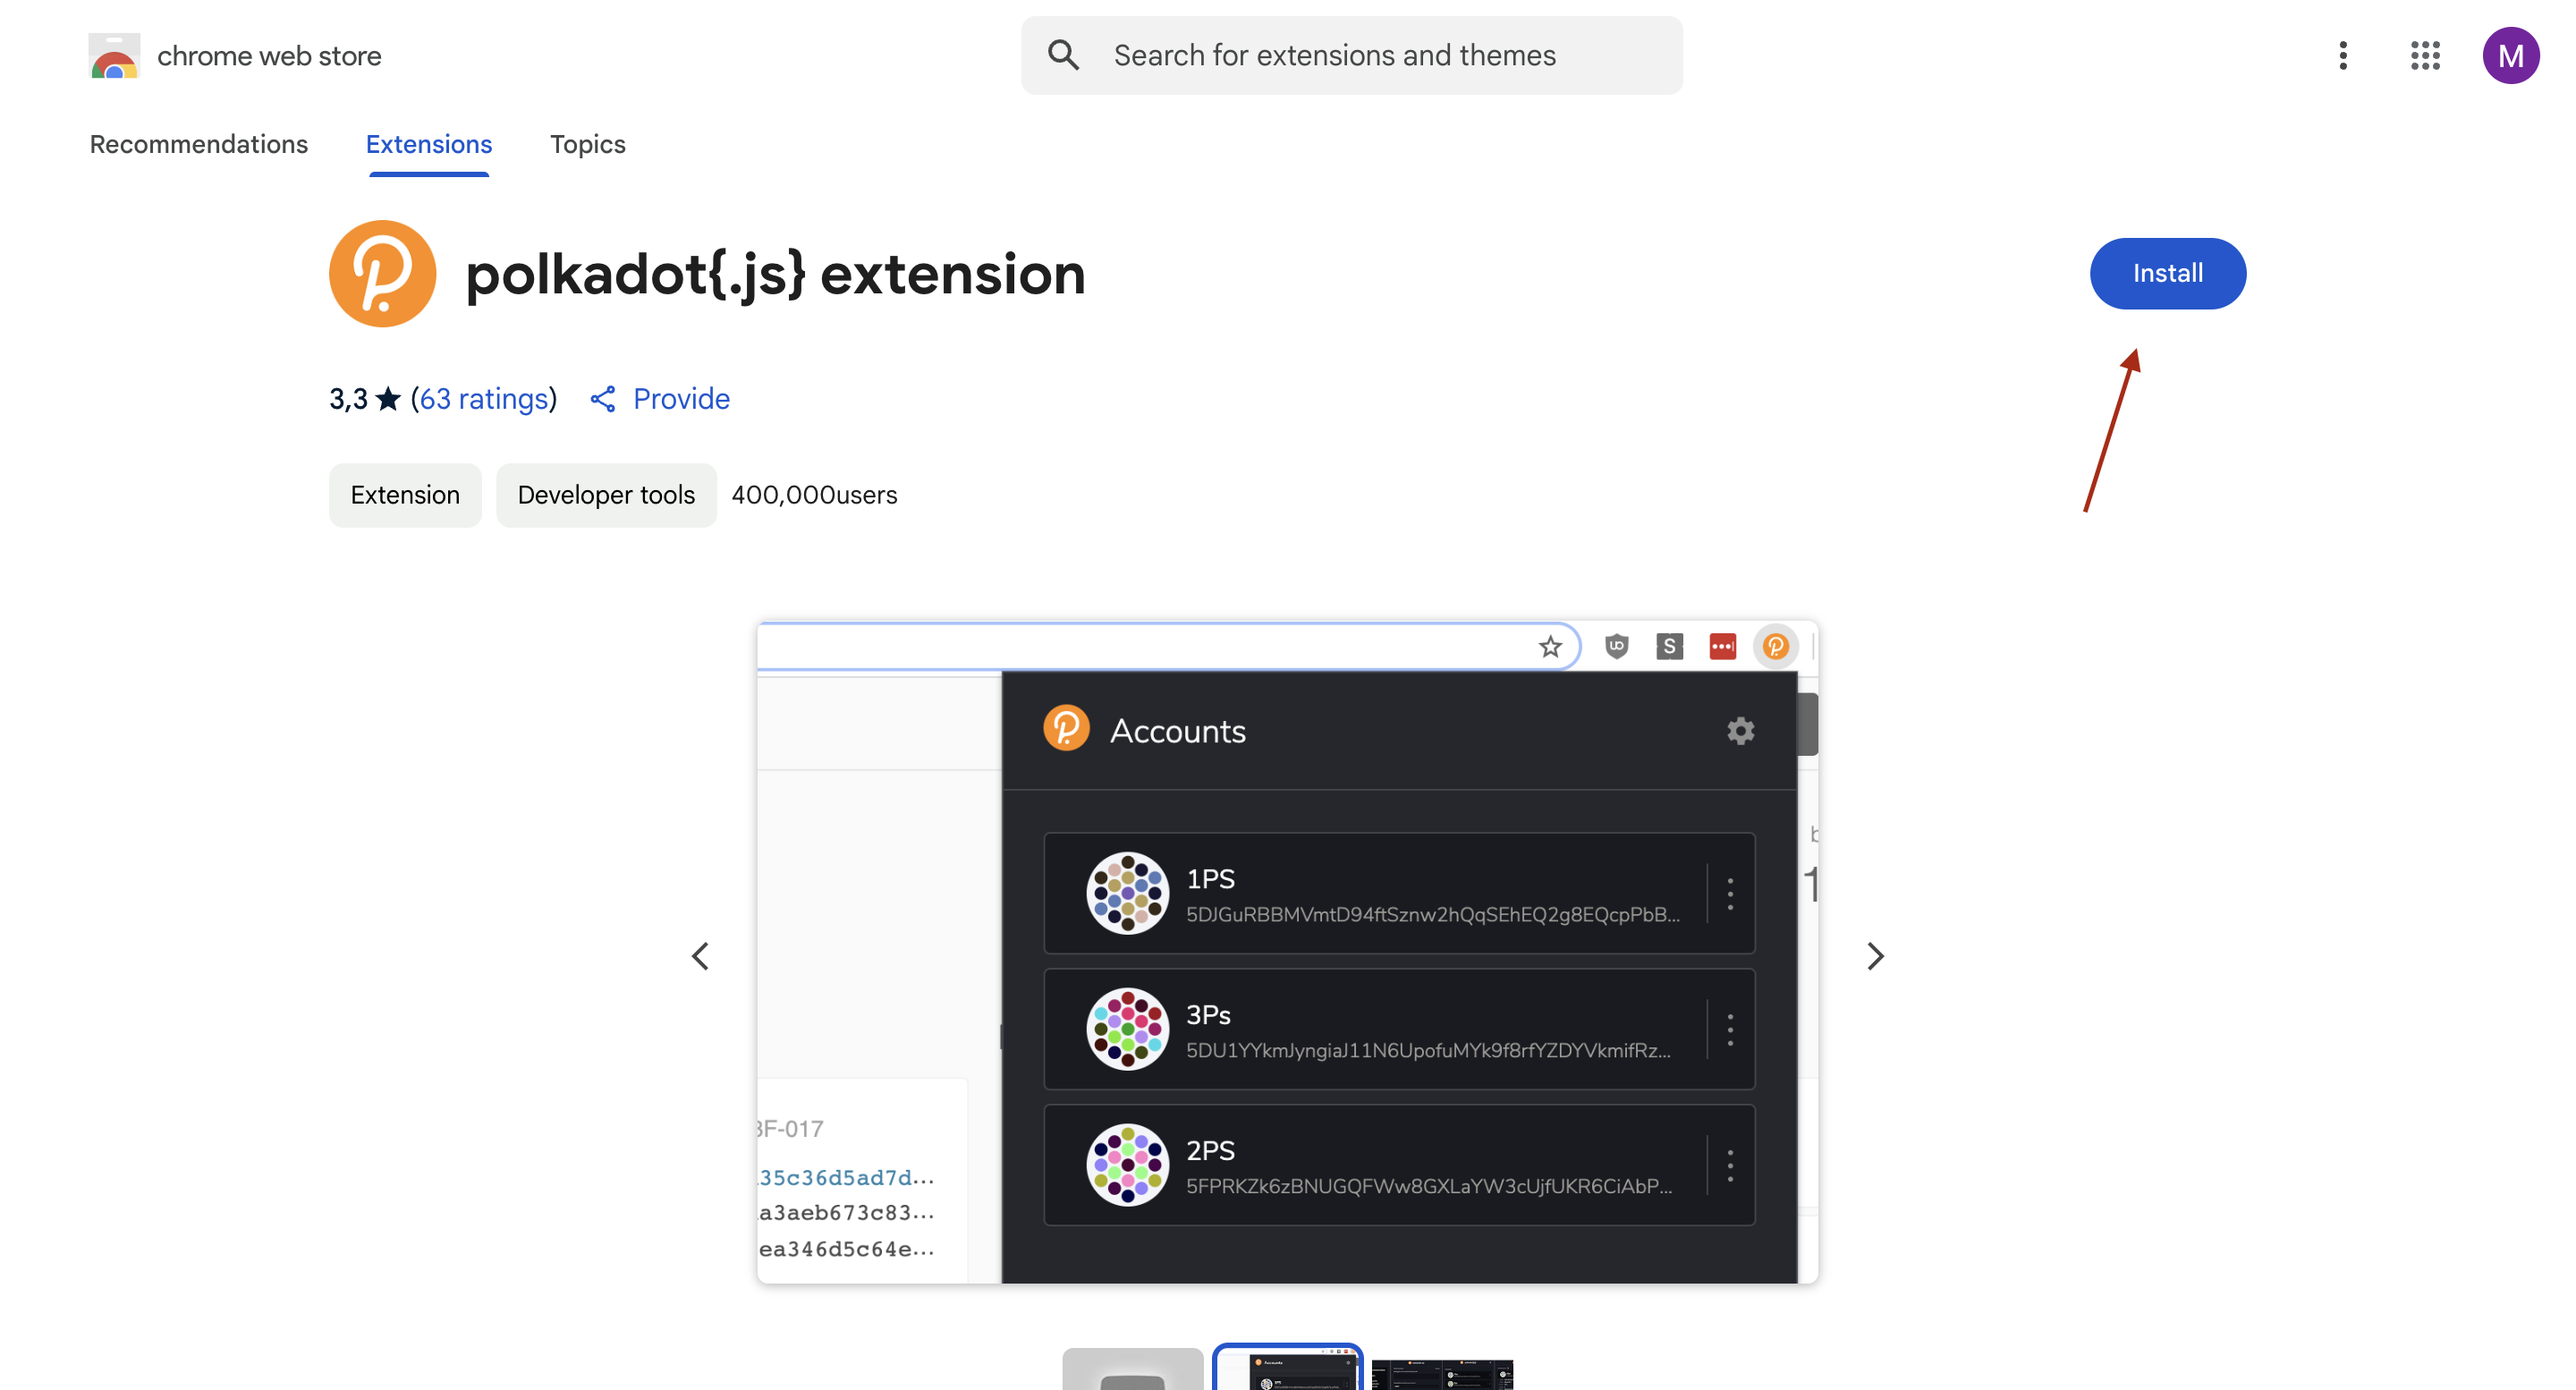 chrome web store
Search for extensions and themes
M
Recommendations
Extensions
Topics
polkadot{.js} extension
Install
3,3 ★ (63 ratings)
Provide
Extension
Developer tools
400,000users
S
Accounts
1PS
5DJGuRBBMVmtD94ftSznw2hQqSEhEQ2g8EQcpPbB...
3Ps
5DU1YYkmJyngiaJ11N6UpofuMYk9f8rfYZDYVkmifRz...
2PS
5FPRKZk6zBNUGQFWw8GXLaYW3cUjfUKR6CiAbP...
3F-017
35c36d5ad7d...
a3aeb673c83...
ea346d5c64e...